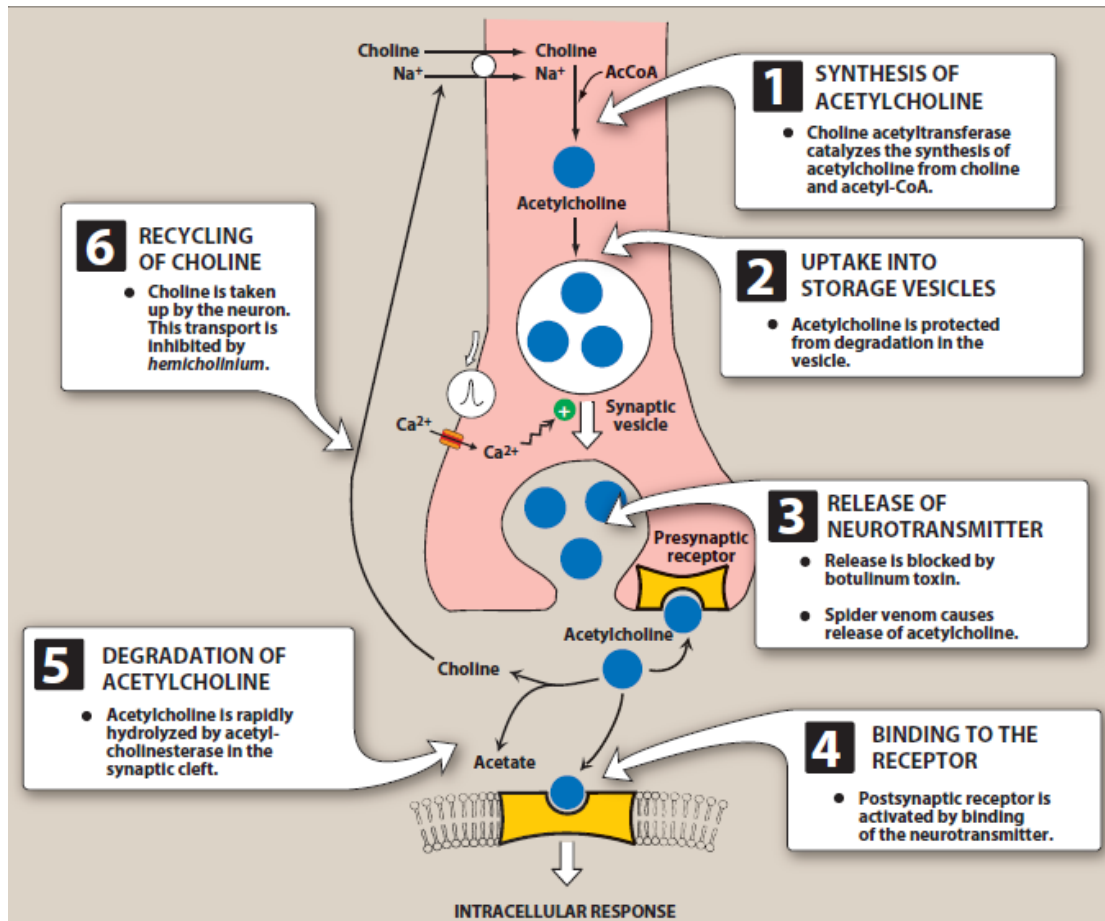 Choline
Na+
Choline
Na+
AcCoA
Acetylcholine
1
SYNTHESIS OF
ACETYLCHOLINE
• Choline acetyltransferase
catalyzes the synthesis of
acetylcholine from choline
and acetyl-CoA.
2
UPTAKE INTO
STORAGE VESICLES
• Acetylcholine is protected
from degradation in the
vesicle.
Synaptic
vesicle
+
Ca2+
Ca2+
3
RELEASE OF
NEUROTRANSMITTER
• Release is blocked by
botulinum toxin.
• Spider venom causes
release of acetylcholine.
Presynaptic
receptor
Acetylcholine
Choline
Acetate
4
BINDING TO THE
RECEPTOR
• Postsynaptic receptor is
activated by binding
of the neurotransmitter.
5
DEGRADATION OF
ACETYLCHOLINE
• Acetylcholine is rapidly
hydrolyzed by acetyl-
cholinesterase in the
synaptic cleft.
6
RECYCLING
OF CHOLINE
• Choline is taken
up by the neuron.
This transport is
inhibited by
hemicholinium.
INTRACELLULAR RESPONSE